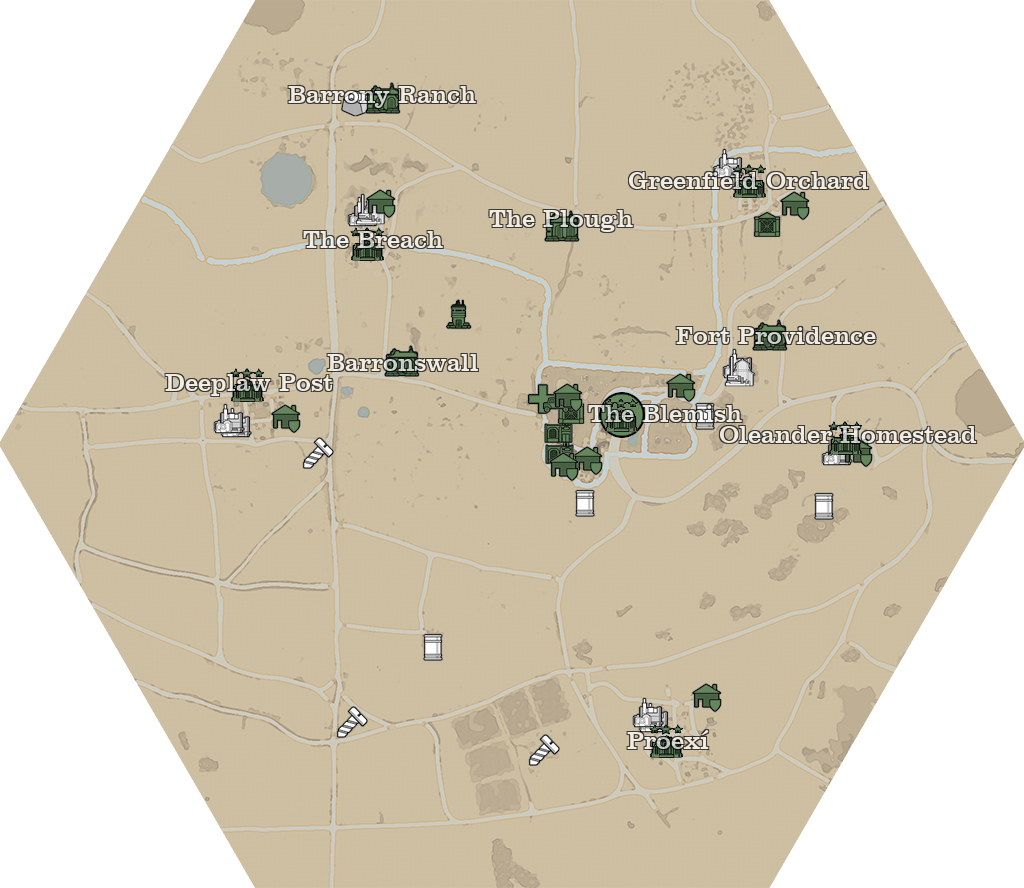 Barrony Ranch
Greenfield Orchard
The Plough
The Breach
Fort Providence
Barronswall
Deeplaw Post
The Blemish
Oleander Homestead
Proexí